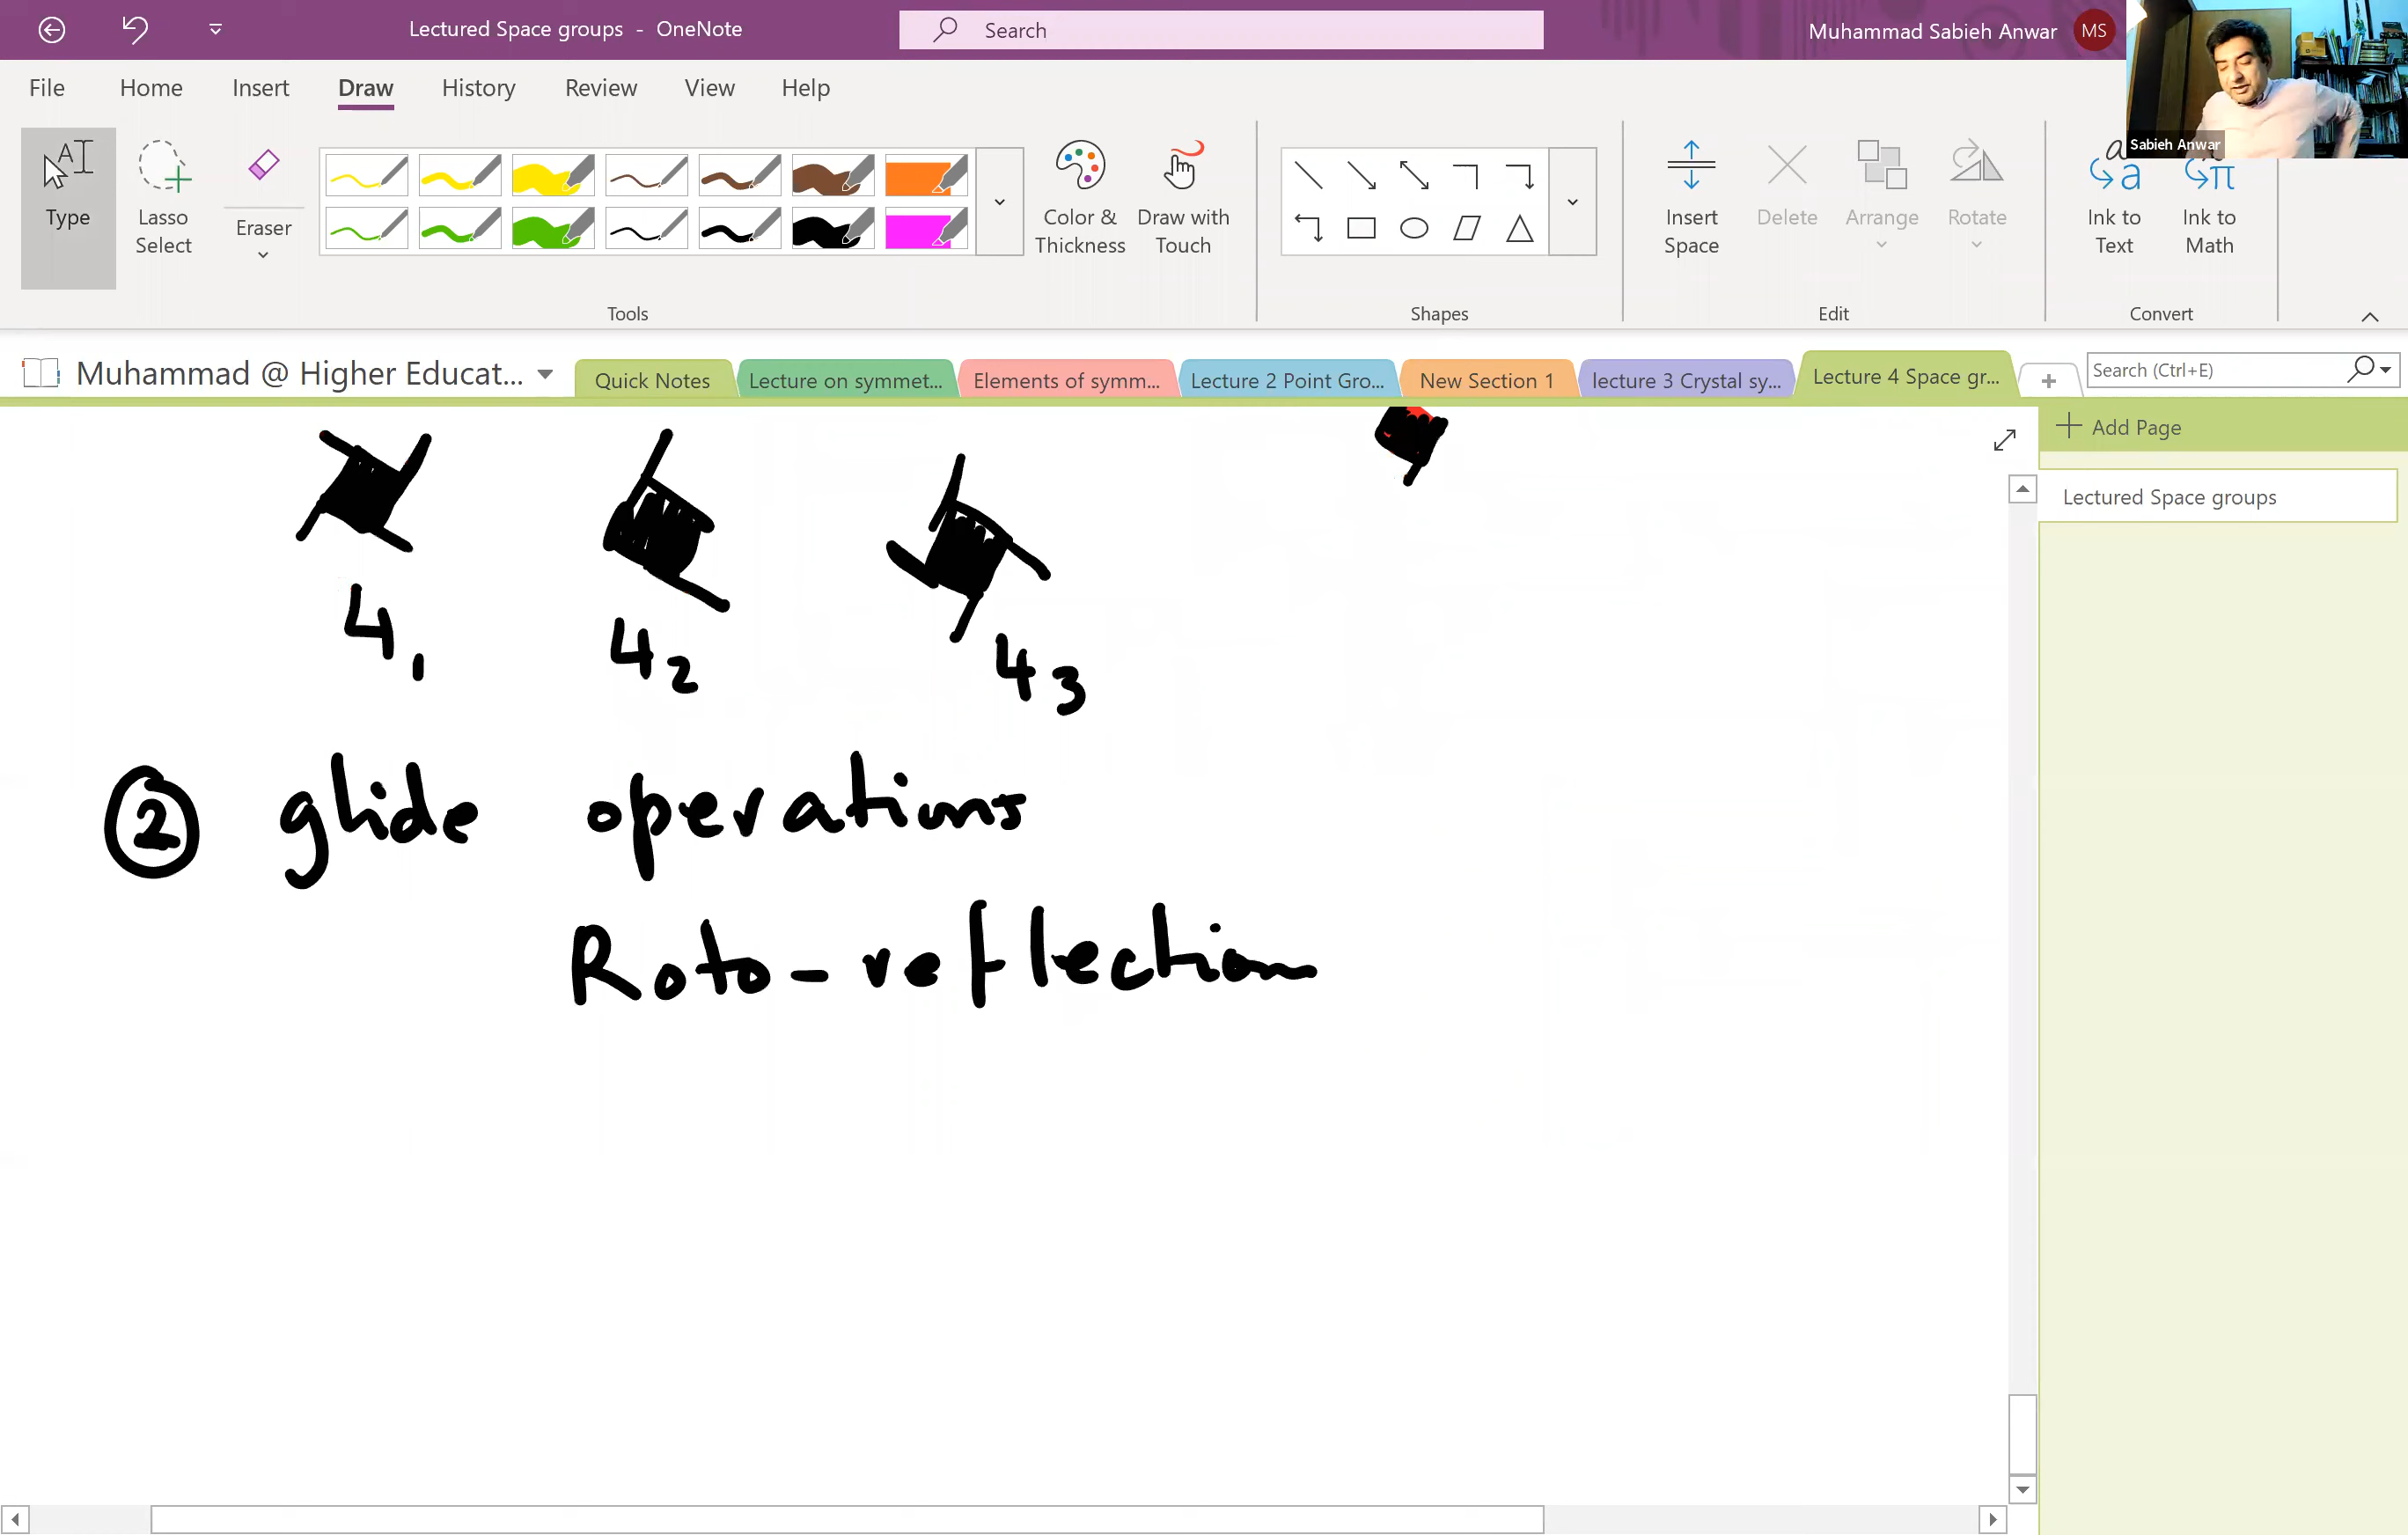 Lectured Space groups - OneNote
Search
Muhammad Sabieh Anwar
MS
File Home Insert Draw History Review View Help
Sabieh Anwar
Type
Lasso Select
Eraser
Color & Thickness
Draw with Touch
Insert Space
Delete
Arrange
Rotate
Ink to Text
Ink to Math
Tools
Shapes
Edit
Convert
Muhammad @ Higher Educat...
Quick Notes
Lecture on symmet...
Elements of symm...
Lecture 2 Point Gro...
New Section 1
lecture 3 Crystal sy...
Lecture 4 Space gr...
Search (Ctrl+E)
Add Page
Lectured Space groups
4₁ 4₂ 4₃
② glide operations
Roto-reflection